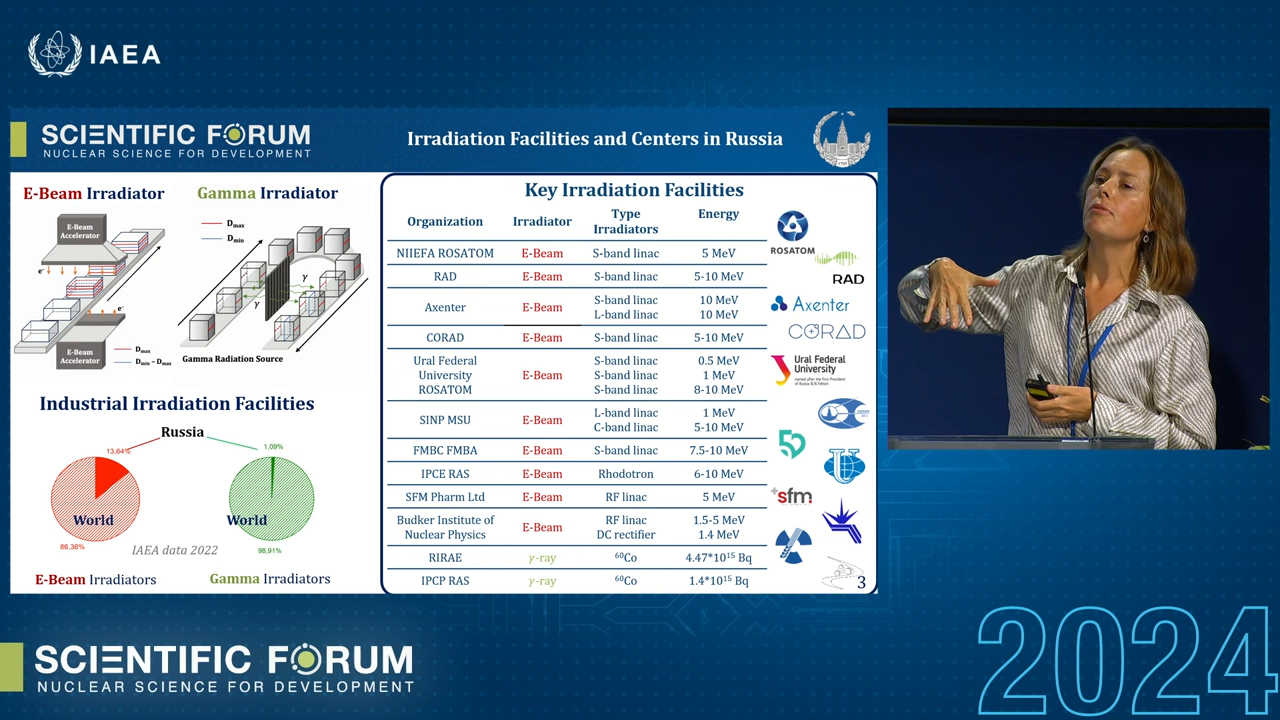 IAEA
SCIENTIFIC FORUM
NUCLEAR SCIENCE FOR DEVELOPMENT
Irradiation Facilities and Centers in Russia
E-Beam Irradiator
Gamma Irradiator
E-Beam
Accelerator
e-
e-
E-Beam
Accelerator
Dmax
Dmin – Dmax
Dmax
Dmin
γ
γ
Gamma Radiation Source
Industrial Irradiation Facilities
Russia
13,64%
1,09%
World
World
86,36%
IAEA data 2022
98,91%
E-Beam Irradiators
Gamma Irradiators
Key Irradiation Facilities
Organization Irradiator Type Irradiators Energy
NIIEFA ROSATOM E-Beam S-band linac 5 MeV
RAD E-Beam S-band linac 5-10 MeV
Axenter E-Beam S-band linac 10 MeV
L-band linac 10 MeV
CORAD E-Beam S-band linac 5-10 MeV
Ural Federal S-band linac 0.5 MeV
University E-Beam S-band linac 1 MeV
ROSATOM S-band linac 8-10 MeV
SINP MSU E-Beam L-band linac 1 MeV
C-band linac 5-10 MeV
FMBC FMBA E-Beam S-band linac 7.5-10 MeV
IPCE RAS E-Beam Rhodotron 6-10 MeV
SFM Pharm Ltd E-Beam RF linac 5 MeV
Budker Institute of RF linac 1.5-5 MeV
Nuclear Physics E-Beam DC rectifier 1.4 MeV
RIRAE γ-ray ⁶⁰Co 4.47*10¹⁵ Bq
IPCP RAS γ-ray ⁶⁰Co 1.4*10¹⁵ Bq
ROSATOM
RAD
Axenter
CORAD
Ural Federal
University
sfm
3
SCIENTIFIC FORUM
NUCLEAR SCIENCE FOR DEVELOPMENT
2024